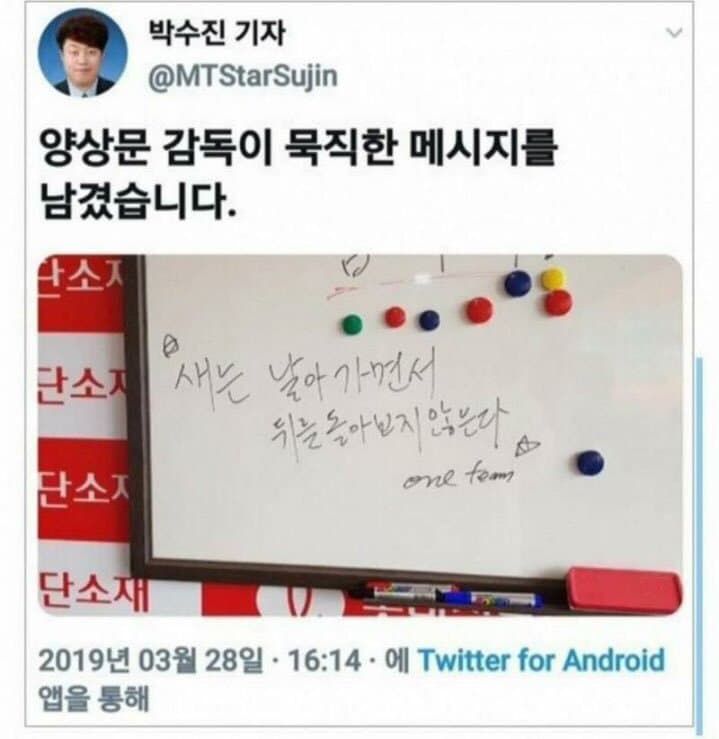 박수진 기자
@MTStarSujin
양상문 감독이 묵직한 메시지를
남겼습니다.
단소재
단소재
단소재
단소재
☆
새는 날아가면서
뒤를 돌아보지 않는다
☆
one team
2019년 03월 28일 · 16:14 · 에 Twitter for Android
앱을 통해